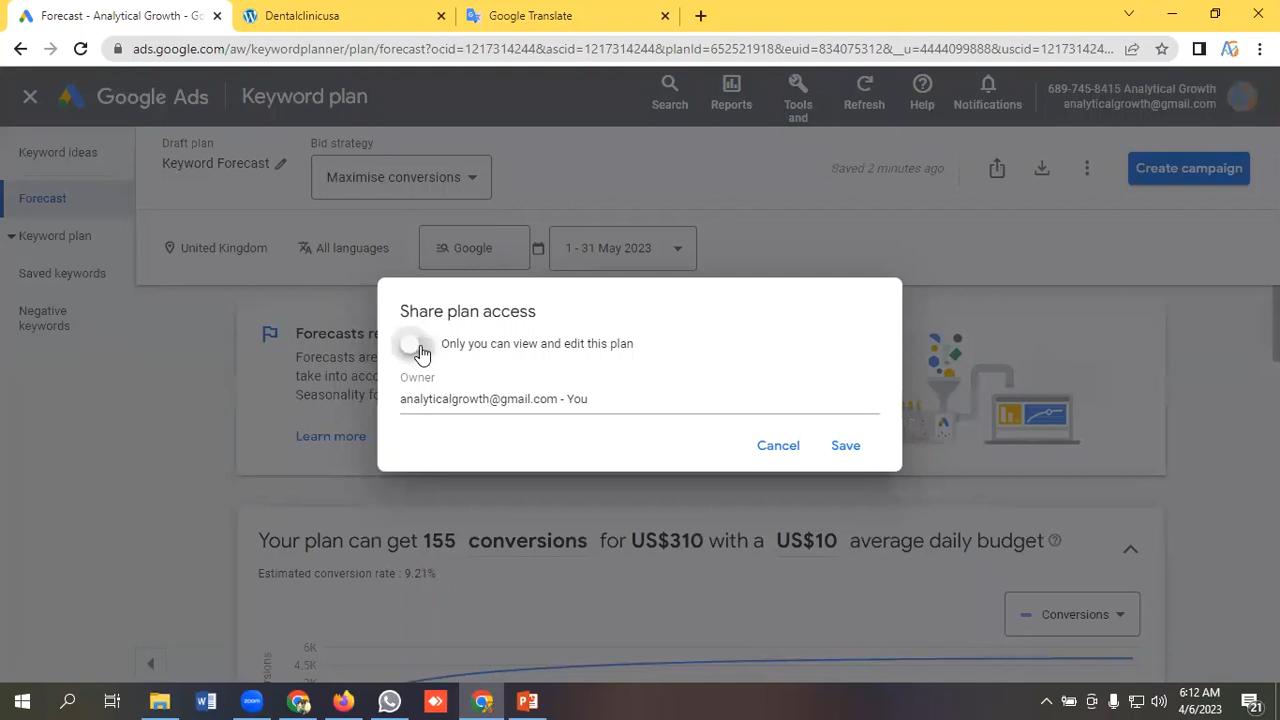 Forecast - Analytical Growth - Go
Dentalclinicusa
Google Translate
ads.google.com/aw/keywordplanner/plan/forecast?ocid=1217314244&ascid=1217314244&planId=652521918&euid=834075312&__u=4444099888&uscid=121731424...
Google Ads
Keyword plan
Search
Reports
Tools and
Refresh
Help
Notifications
689-745-8415 Analytical Growth
analyticalgrowth@gmail.com
Keyword ideas
Forecast
Keyword plan
Saved keywords
Negative
keywords
Draft plan
Keyword Forecast
Bid strategy
Maximise conversions
Saved 2 minutes ago
Create campaign
United Kingdom
All languages
Google
1 - 31 May 2023
Forecasts re
Forecasts are
take into acco
Seasonality fo
Learn more
Share plan access
Only you can view and edit this plan
Owner
analyticalgrowth@gmail.com - You
Cancel
Save
Your plan can get 155 conversions for US$310 with a US$10 average daily budget
Estimated conversion rate : 9.21%
Conversions
6K
4.5K
6:12 AM
4/6/2023
21